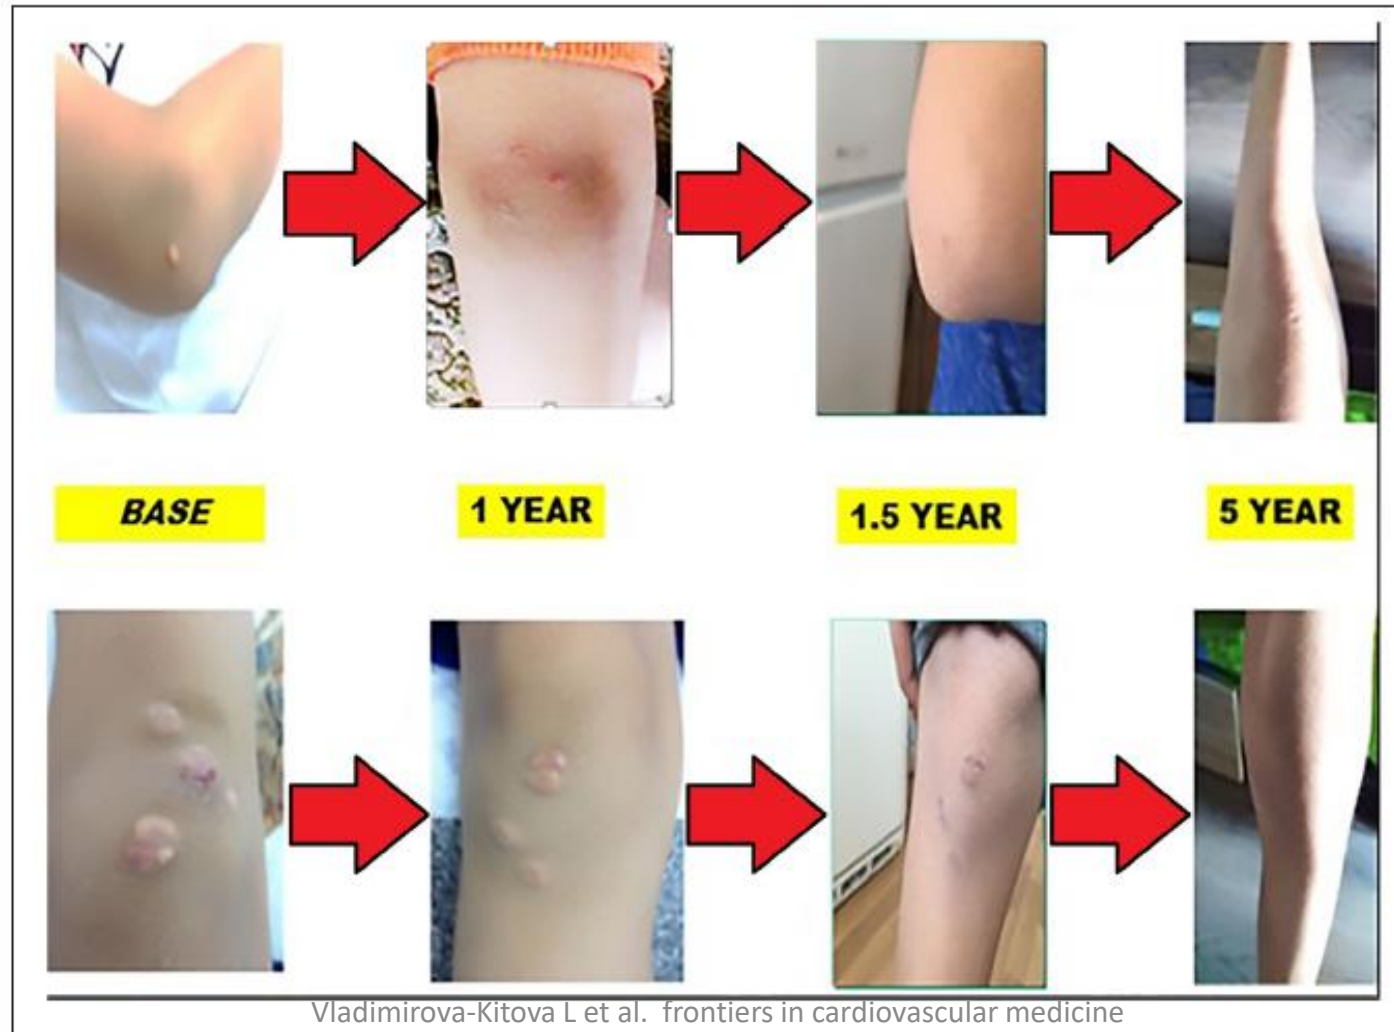 BASE
1 YEAR
1.5 YEAR
5 YEAR
Vladimirova-Kitova L et al. frontiers in cardiovascular medicine